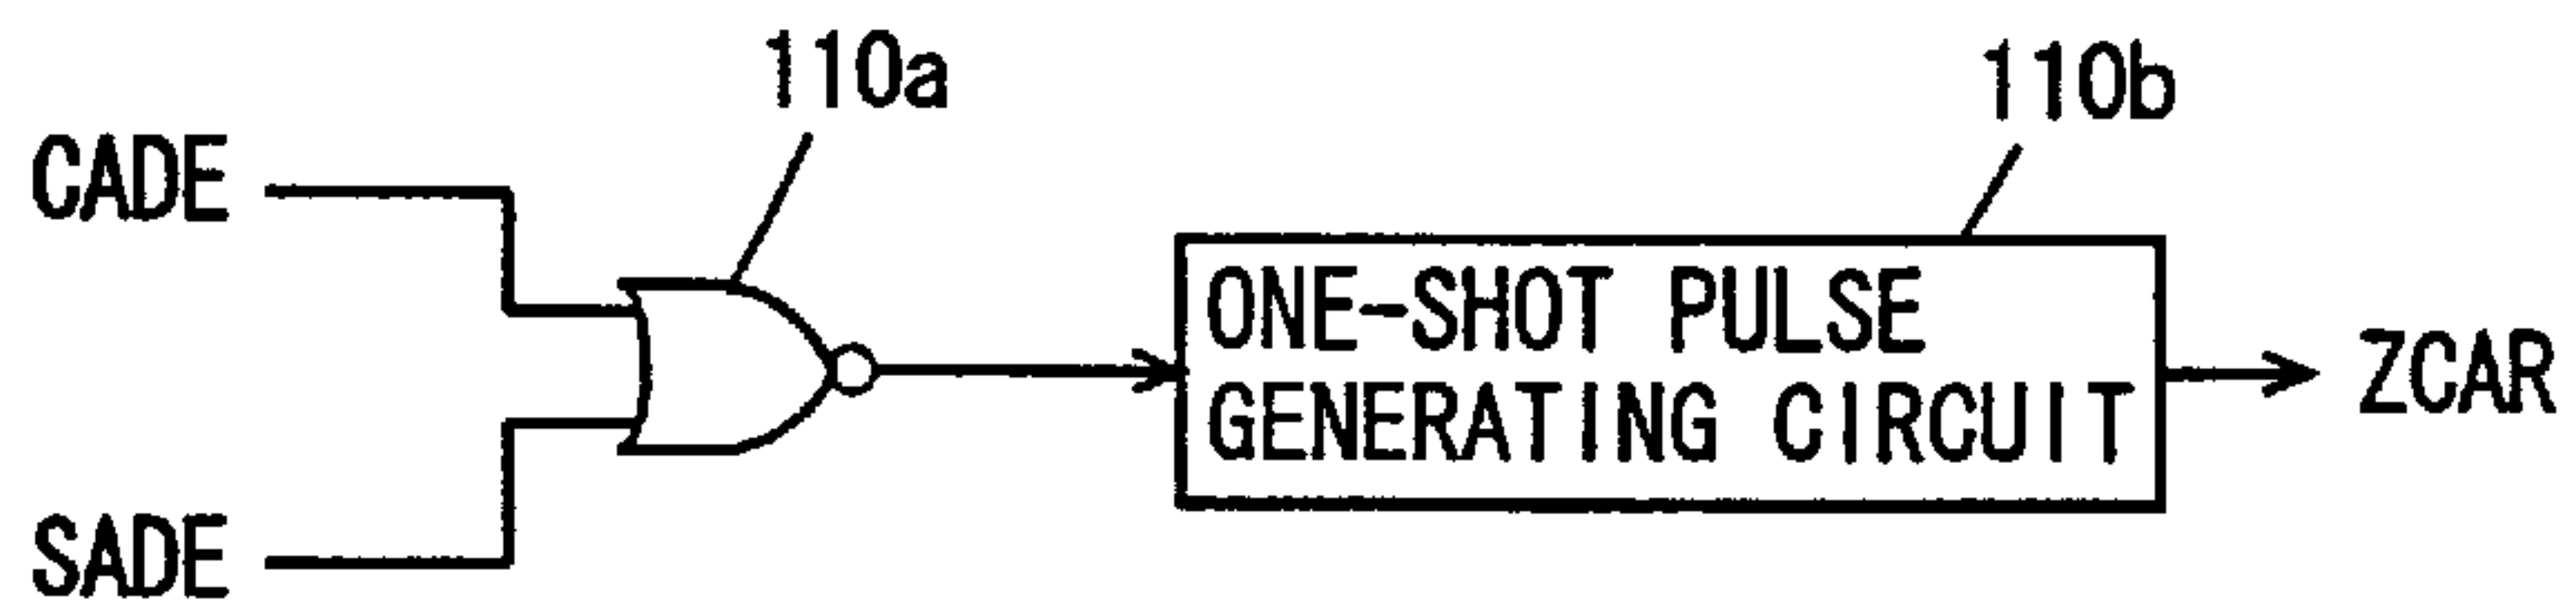 110a
110b
CADE
ONE-SHOT PULSE
GENERATING CIRCUIT
ZCAR
SADE